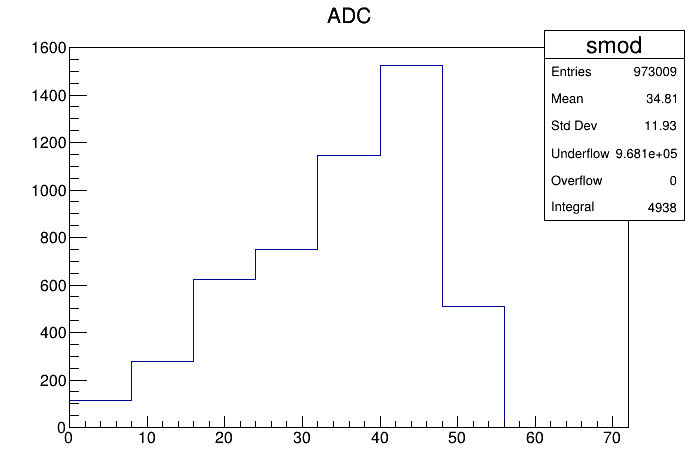 ADC
smod
Entries 973009
Mean 34.81
Std Dev 11.93
Underflow 9.681e+05
Overflow 0
Integral 4938
1600
1400
1200
1000
800
600
400
200
0
0 10 20 30 40 50 60 70